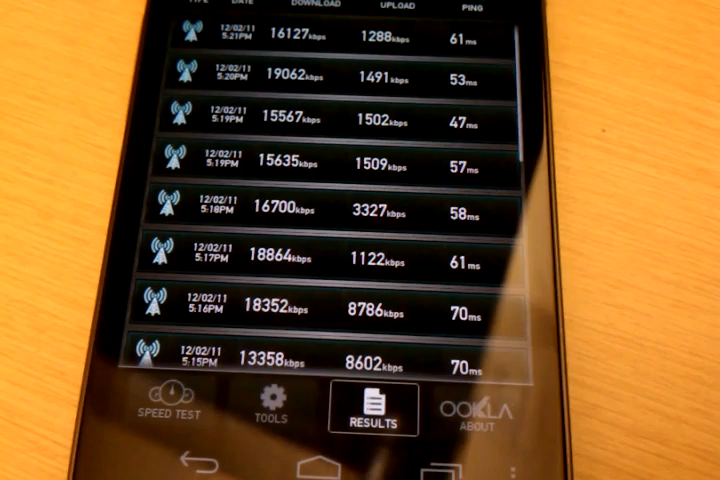 TYPE DATE DOWNLOAD UPLOAD PING
12/02/11 5:21PM 16127kbps 1288kbps 61ms
12/02/11 5:20PM 19062kbps 1491kbps 53ms
12/02/11 5:19PM 15567kbps 1502kbps 47ms
12/02/11 5:19PM 15635kbps 1509kbps 57ms
12/02/11 5:18PM 16700kbps 3327kbps 58ms
12/02/11 5:17PM 18864kbps 1122kbps 61ms
12/02/11 5:16PM 18352kbps 8786kbps 70ms
12/02/11 5:15PM 13358kbps 8602kbps 70ms
SPEED TEST TOOLS RESULTS OOKLA ABOUT